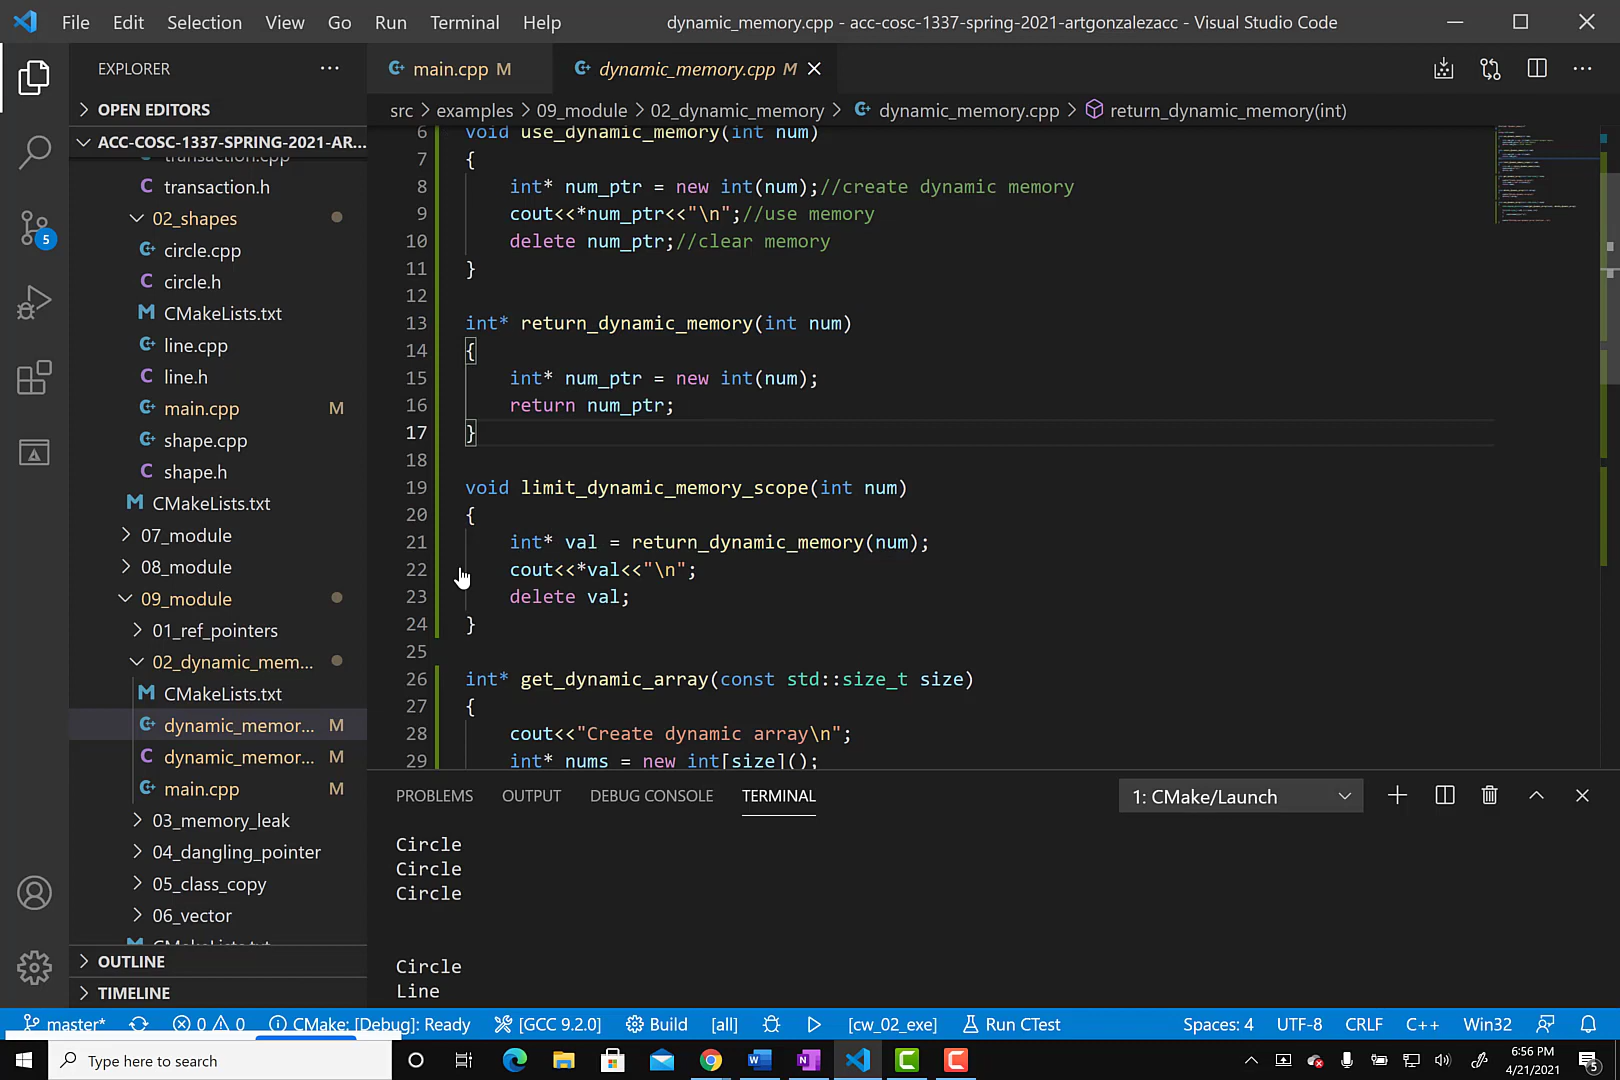 File Edit Selection View Go Run Terminal Help dynamic_memory.cpp - acc-cosc-1337-spring-2021-artgonzalezacc - Visual Studio Code
EXPLORER
main.cpp M
dynamic_memory.cpp M
OPEN EDITORS
src > examples > 09_module > 02_dynamic_memory > dynamic_memory.cpp > return_dynamic_memory(int)
ACC-COSC-1337-SPRING-2021-AR...
transaction.cpp
C transaction.h
02_shapes
circle.cpp
C circle.h
M CMakeLists.txt
line.cpp
C line.h
main.cpp M
shape.cpp
C shape.h
M CMakeLists.txt
07_module
08_module
09_module
01_ref_pointers
02_dynamic_mem...
M CMakeLists.txt
dynamic_memor... M
C dynamic_memor... M
main.cpp M
03_memory_leak
04_dangling_pointer
05_class_copy
06_vector
M CMakeLists.txt
OUTLINE
TIMELINE
6 void use_dynamic_memory(int num)
7 {
8 int* num_ptr = new int(num);//create dynamic memory
9 cout<<*num_ptr<<"\n";//use memory
10 delete num_ptr;//clear memory
11 }
12
13 int* return_dynamic_memory(int num)
14 {
15 int* num_ptr = new int(num);
16 return num_ptr;
17 }
18
19 void limit_dynamic_memory_scope(int num)
20 {
21 int* val = return_dynamic_memory(num);
22 cout<<*val<<"\n";
23 delete val;
24 }
25
26 int* get_dynamic_array(const std::size_t size)
27 {
28 cout<<"Create dynamic array\n";
29 int* nums = new int[size]();
PROBLEMS OUTPUT DEBUG CONSOLE TERMINAL 1: CMake/Launch
Circle
Circle
Circle
Circle
Line
5
master* 0 0 CMake: [Debug]: Ready [GCC 9.2.0] Build [all] [cw_02_exe] Run CTest Spaces: 4 UTF-8 CRLF C++ Win32
Type here to search
6:56 PM
4/21/2021
5